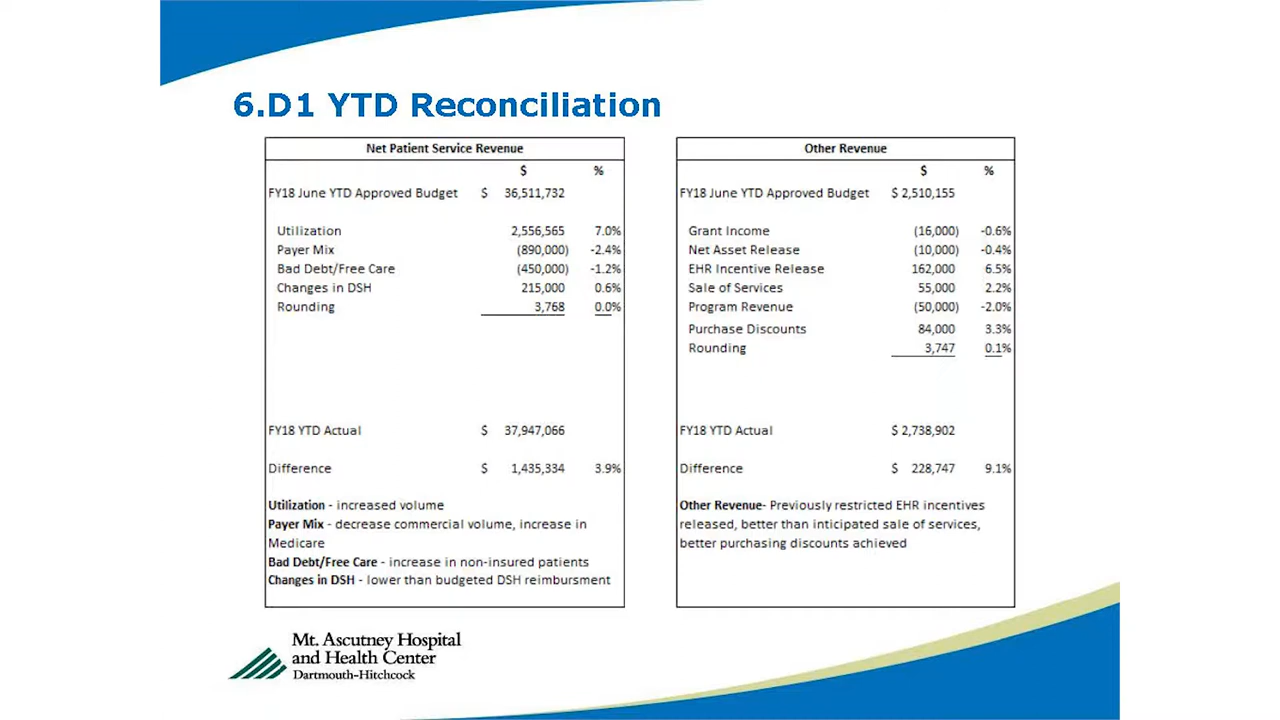 6.D1 YTD Reconciliation
Net Patient Service Revenue
$ %
FY18 June YTD Approved Budget $ 36,511,732
Utilization 2,556,565 7.0%
Payer Mix (890,000) -2.4%
Bad Debt/Free Care (450,000) -1.2%
Changes in DSH 215,000 0.6%
Rounding 3,768 0.0%
FY18 YTD Actual $ 37,947,066
Difference $ 1,435,334 3.9%
Utilization - increased volume
Payer Mix - decrease commercial volume, increase in
Medicare
Bad Debt/Free Care - increase in non-insured patients
Changes in DSH - lower than budgeted DSH reimbursment
Other Revenue
$ %
FY18 June YTD Approved Budget $ 2,510,155
Grant Income (16,000) -0.6%
Net Asset Release (10,000) -0.4%
EHR Incentive Release 162,000 6.5%
Sale of Services 55,000 2.2%
Program Revenue (50,000) -2.0%
Purchase Discounts 84,000 3.3%
Rounding 3,747 0.1%
FY18 YTD Actual $ 2,738,902
Difference $ 228,747 9.1%
Other Revenue- Previously restricted EHR incentives
released, better than inticipated sale of services,
better purchasing discounts achieved
Mt. Ascutney Hospital
and Health Center
Dartmouth-Hitchcock